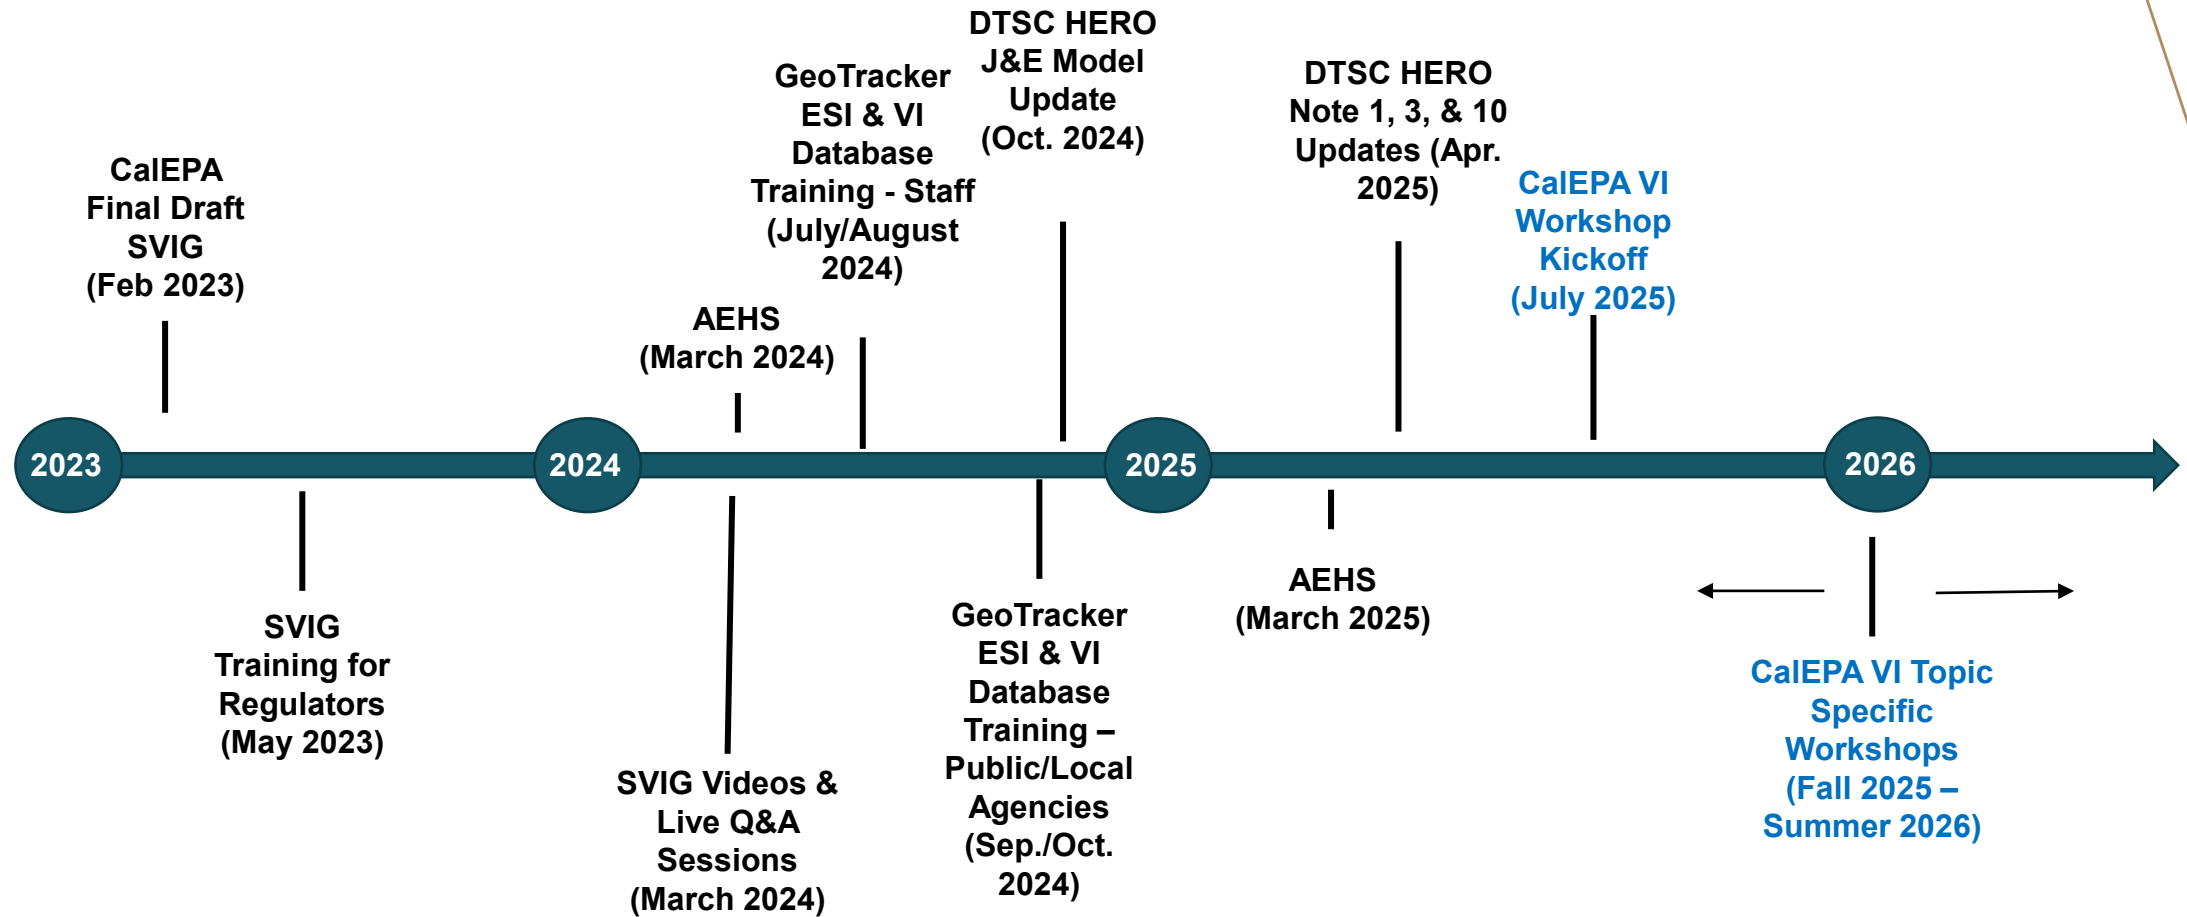 CalEPA
Final Draft
SVIG
(Feb 2023)
AEHS
(March 2024)
GeoTracker
ESI & VI
Database
Training - Staff
(July/August
2024)
DTSC HERO
J&E Model
Update
(Oct. 2024)
DTSC HERO
Note 1, 3, & 10
Updates (Apr.
2025)
CalEPA VI
Workshop
Kickoff
(July 2025)
2023
2024
2025
2026
SVIG
Training for
Regulators
(May 2023)
SVIG Videos &
Live Q&A
Sessions
(March 2024)
GeoTracker
ESI & VI
Database
Training –
Public/Local
Agencies
(Sep./Oct.
2024)
AEHS
(March 2025)
CalEPA VI Topic
Specific
Workshops
(Fall 2025 –
Summer 2026)